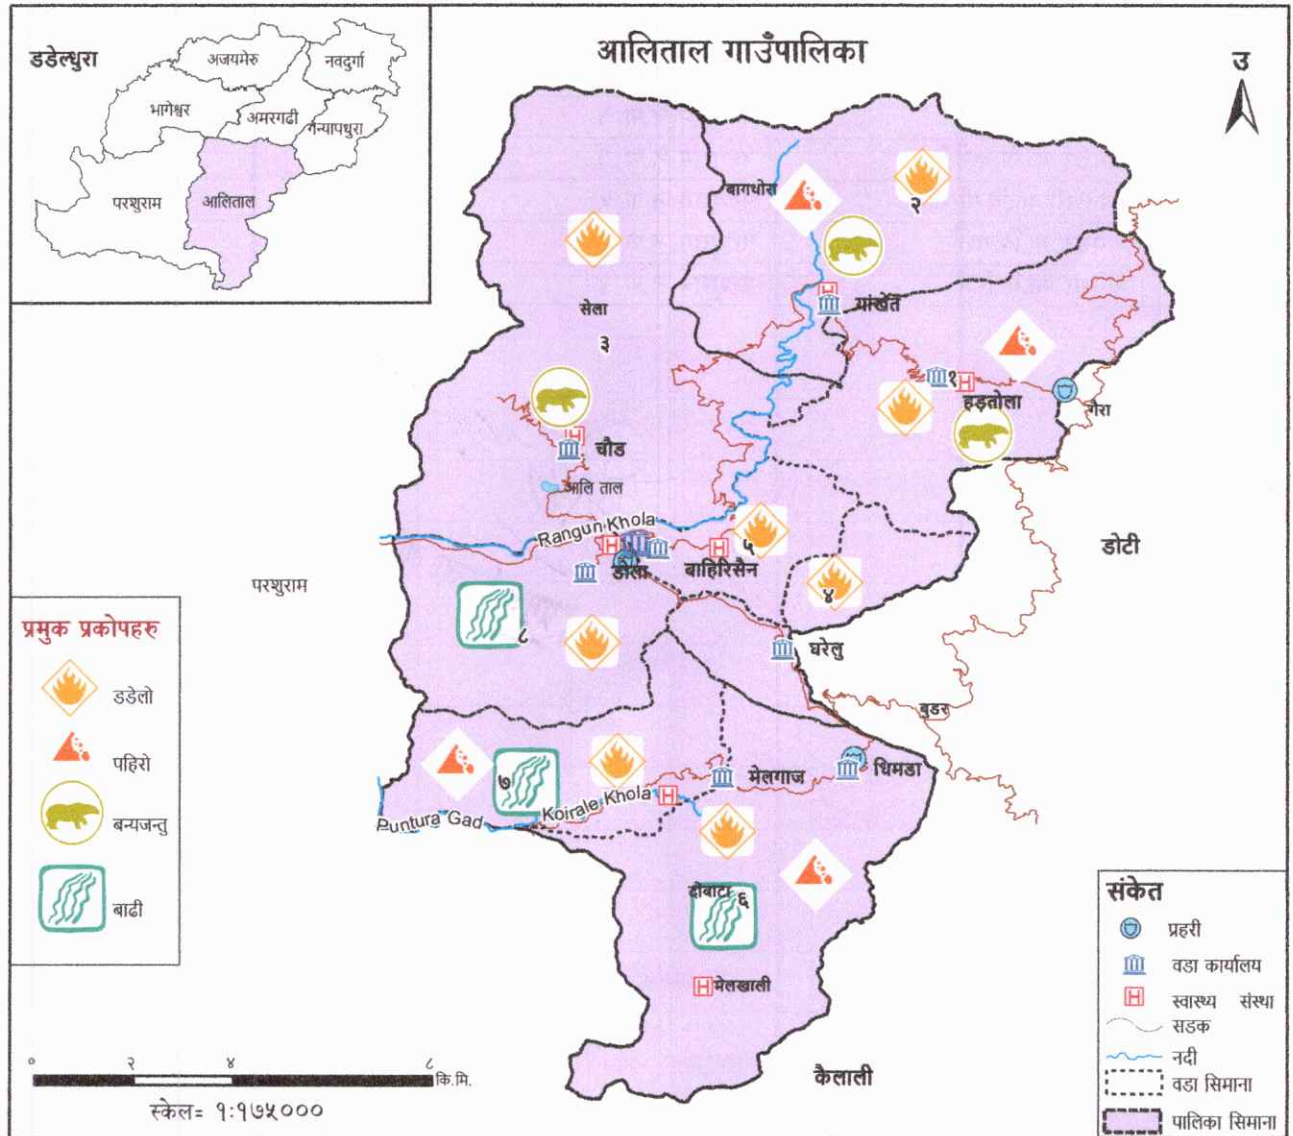 आलिताल गाउँपालिका
उ
डडेल्धुरा
अजयमेरु
नवदुर्गा
भागेश्वर
अमरगढी
गन्यापधुरा
परशुराम
आलिताल
बागथोरा
२
सेला
३
यांखेत
१
हड्तोला
गैरा
चौड
आलि ताल
Rangun Khola
५
डोला
बाहिरिसैन
४
डोटी
परशुराम
८
घरेलु
बुडर
७
मेलगाज
धिमडा
Koirale Khola
Puntura Gad
दोबाटा
६
मेलखाली
कैलाली
प्रमुक प्रकोपहरु
डडेलो
पहिरो
बन्यजन्तु
बाढी
संकेत
प्रहरी
वडा कार्यालय
स्वास्थ्य संस्था
सडक
नदी
वडा सिमाना
पालिका सिमाना
० २ ४ ८
कि.मि.
स्केल= १:१७५०००